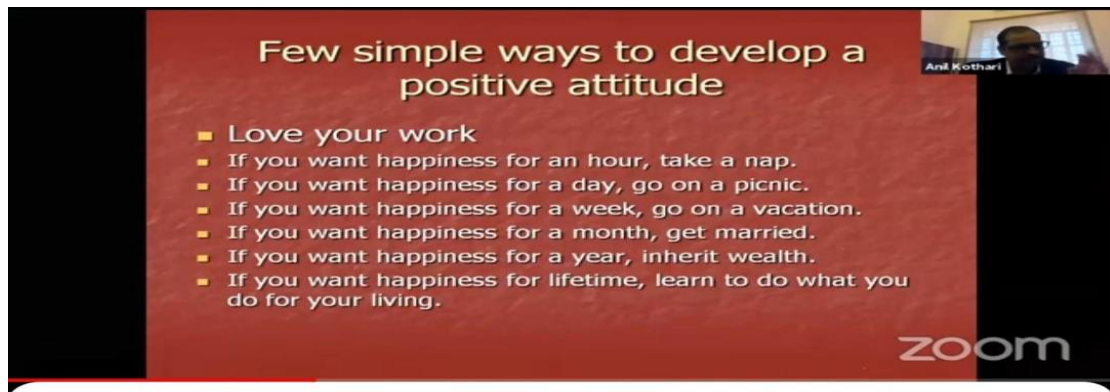 Few simple ways to develop a
positive attitude
Anil Kothari
Love your work
If you want happiness for an hour, take a nap.
If you want happiness for a day, go on a picnic.
If you want happiness for a week, go on a vacation.
If you want happiness for a month, get married.
If you want happiness for a year, inherit wealth.
If you want happiness for lifetime, learn to do what you
do for your living.
zoom